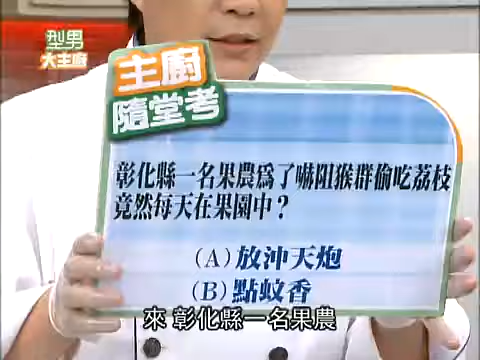 型男
大主廚
主廚
隨堂考
彰化縣一名果農為了嚇阻猴群偷吃荔枝
竟然每天在果園中？
(A) 放沖天炮
(B) 點蚊香
來 彰化縣一名果農